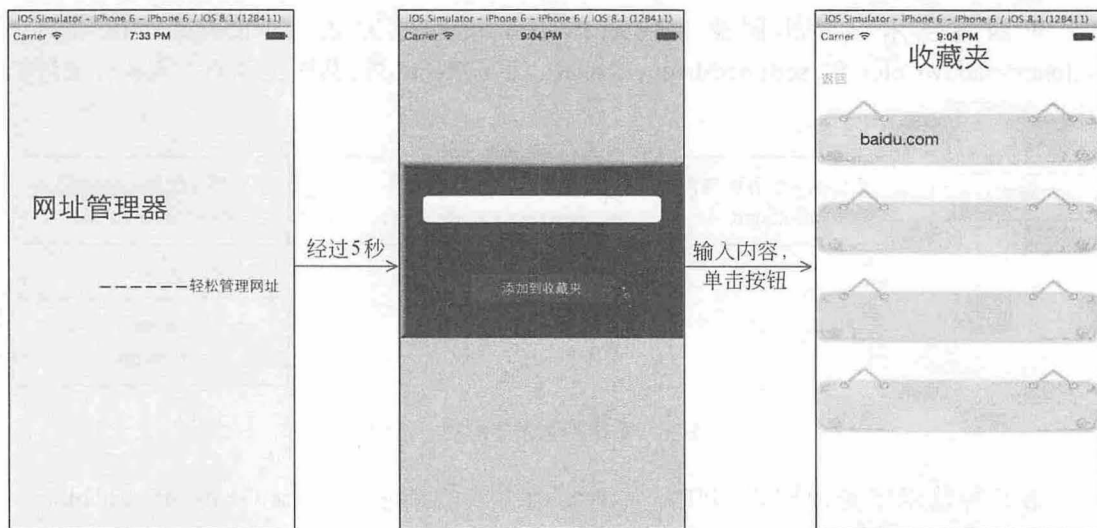 iOS Simulator - iPhone 6 - iPhone 6 / iOS 8.1 (12B411)
Carrier 7:33 PM
网址管理器
------轻松管理网址
经过5秒
iOS Simulator - iPhone 6 - iPhone 6 / iOS 8.1 (12B411)
Carrier 9:04 PM
添加到收藏夹
输入内容，
单击按钮
iOS Simulator - iPhone 6 - iPhone 6 / iOS 8.1 (12B411)
Carrier 9:04 PM
收藏夹
返回
baidu.com